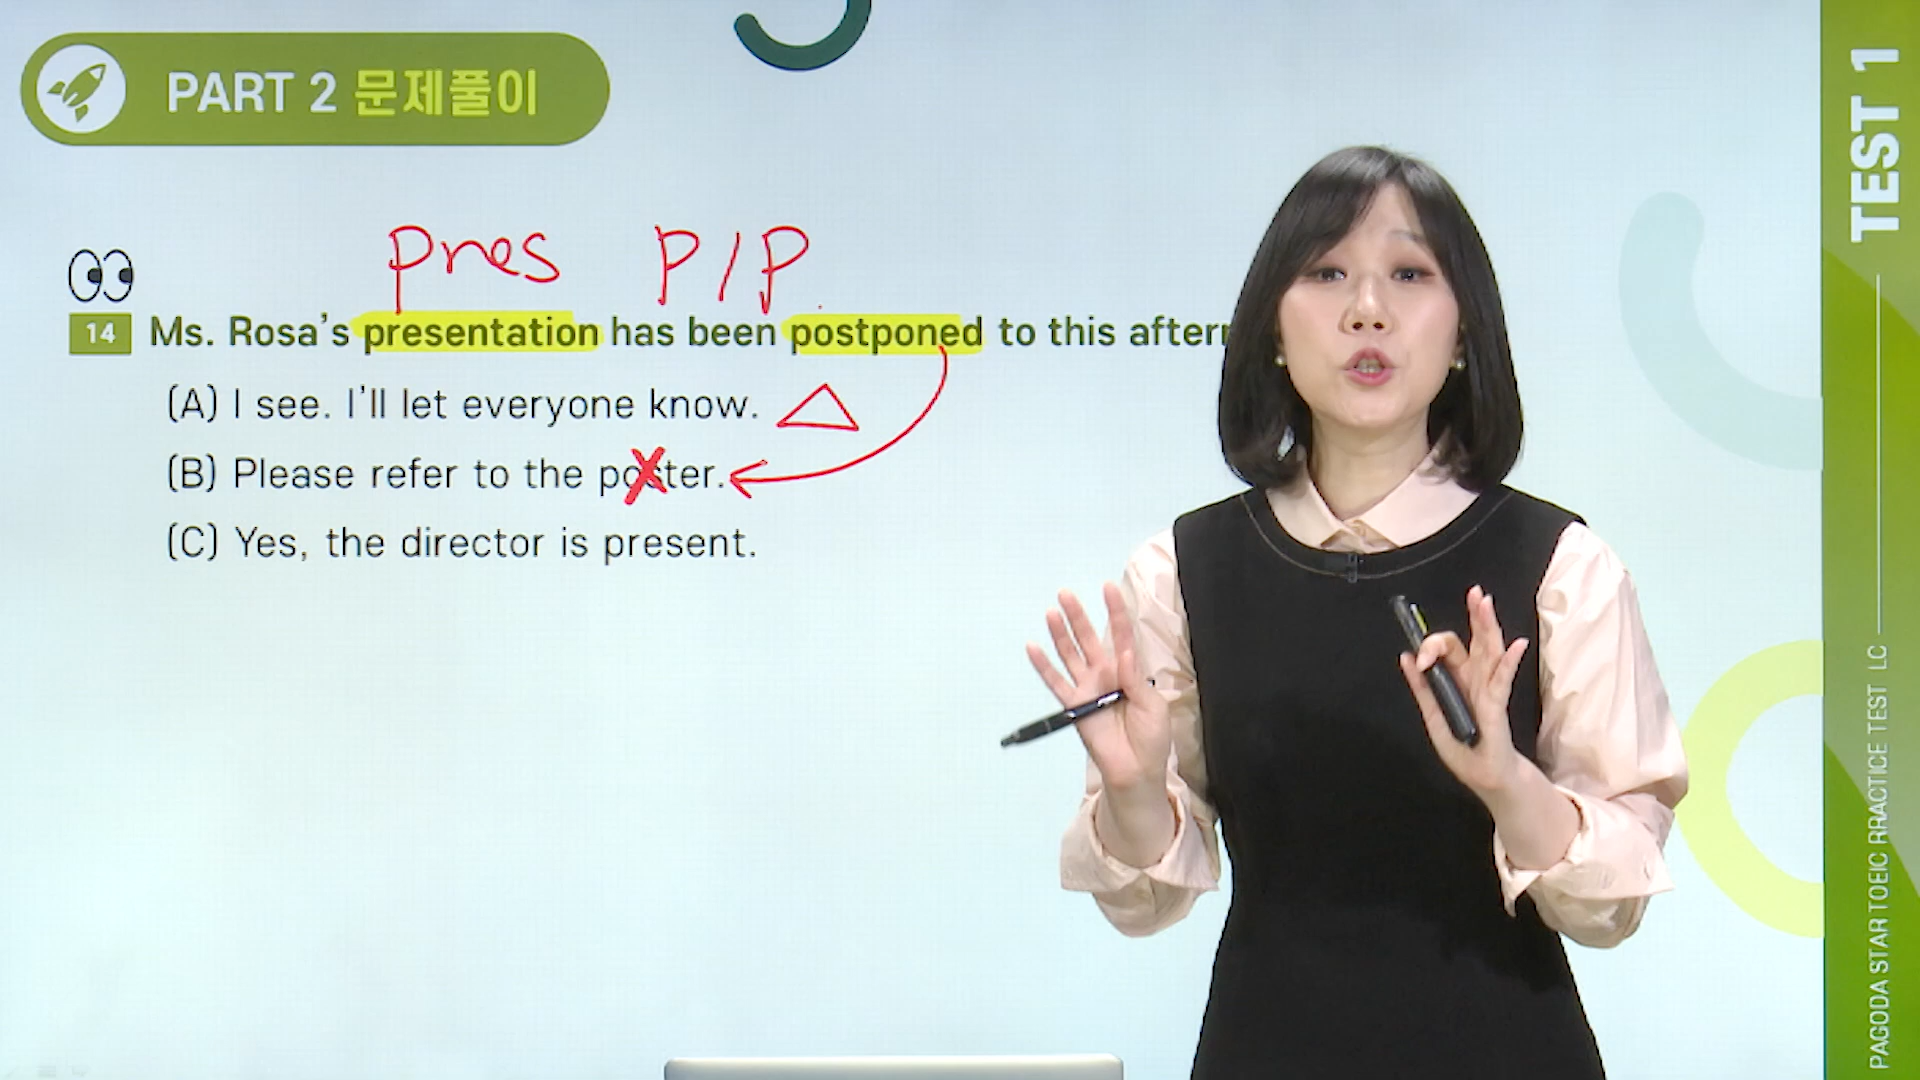 PART 2 문제풀이
pres P/P
14 Ms. Rosa's presentation has been postponed to this
(A) I see. I'll let everyone know.
(B) Please refer to the poster.
(C) Yes, the director is present.
TEST 1
PAGODA STAR TOEIC RRACTICE TEST LC